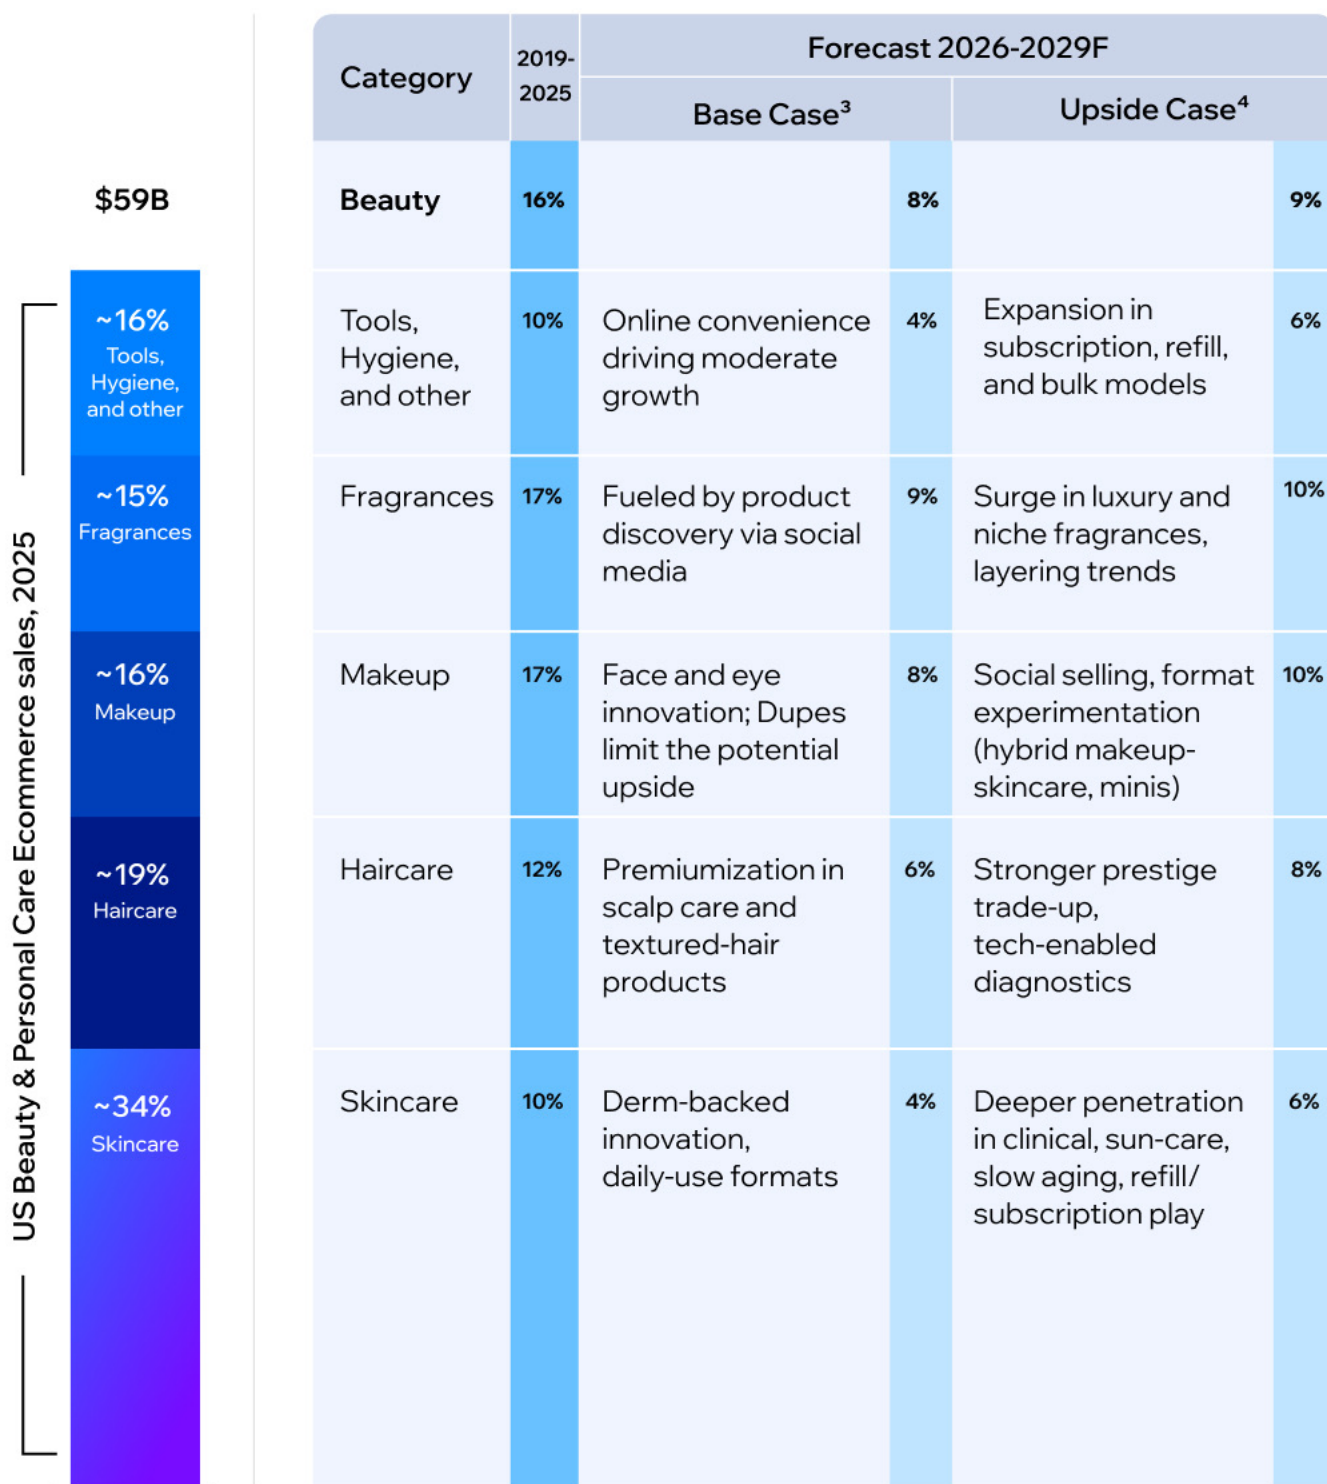 Category
2019-
2025
Forecast 2026-2029F
Base Case³
Upside Case⁴
$59B
Beauty
16%
8%
9%
US Beauty & Personal Care Ecommerce sales, 2025
~16%
Tools,
Hygiene,
and other
Tools,
Hygiene,
and other
10%
Online convenience
driving moderate
growth
4%
Expansion in
subscription, refill,
and bulk models
6%
~15%
Fragrances
Fragrances
17%
Fueled by product
discovery via social
media
9%
Surge in luxury and
niche fragrances,
layering trends
10%
~16%
Makeup
Makeup
17%
Face and eye
innovation; Dupes
limit the potential
upside
8%
Social selling, format
experimentation
(hybrid makeup-
skincare, minis)
10%
~19%
Haircare
Haircare
12%
Premiumization in
scalp care and
textured-hair
products
6%
Stronger prestige
trade-up,
tech-enabled
diagnostics
8%
~34%
Skincare
Skincare
10%
Derm-backed
innovation,
daily-use formats
4%
Deeper penetration
in clinical, sun-care,
slow aging, refill/
subscription play
6%